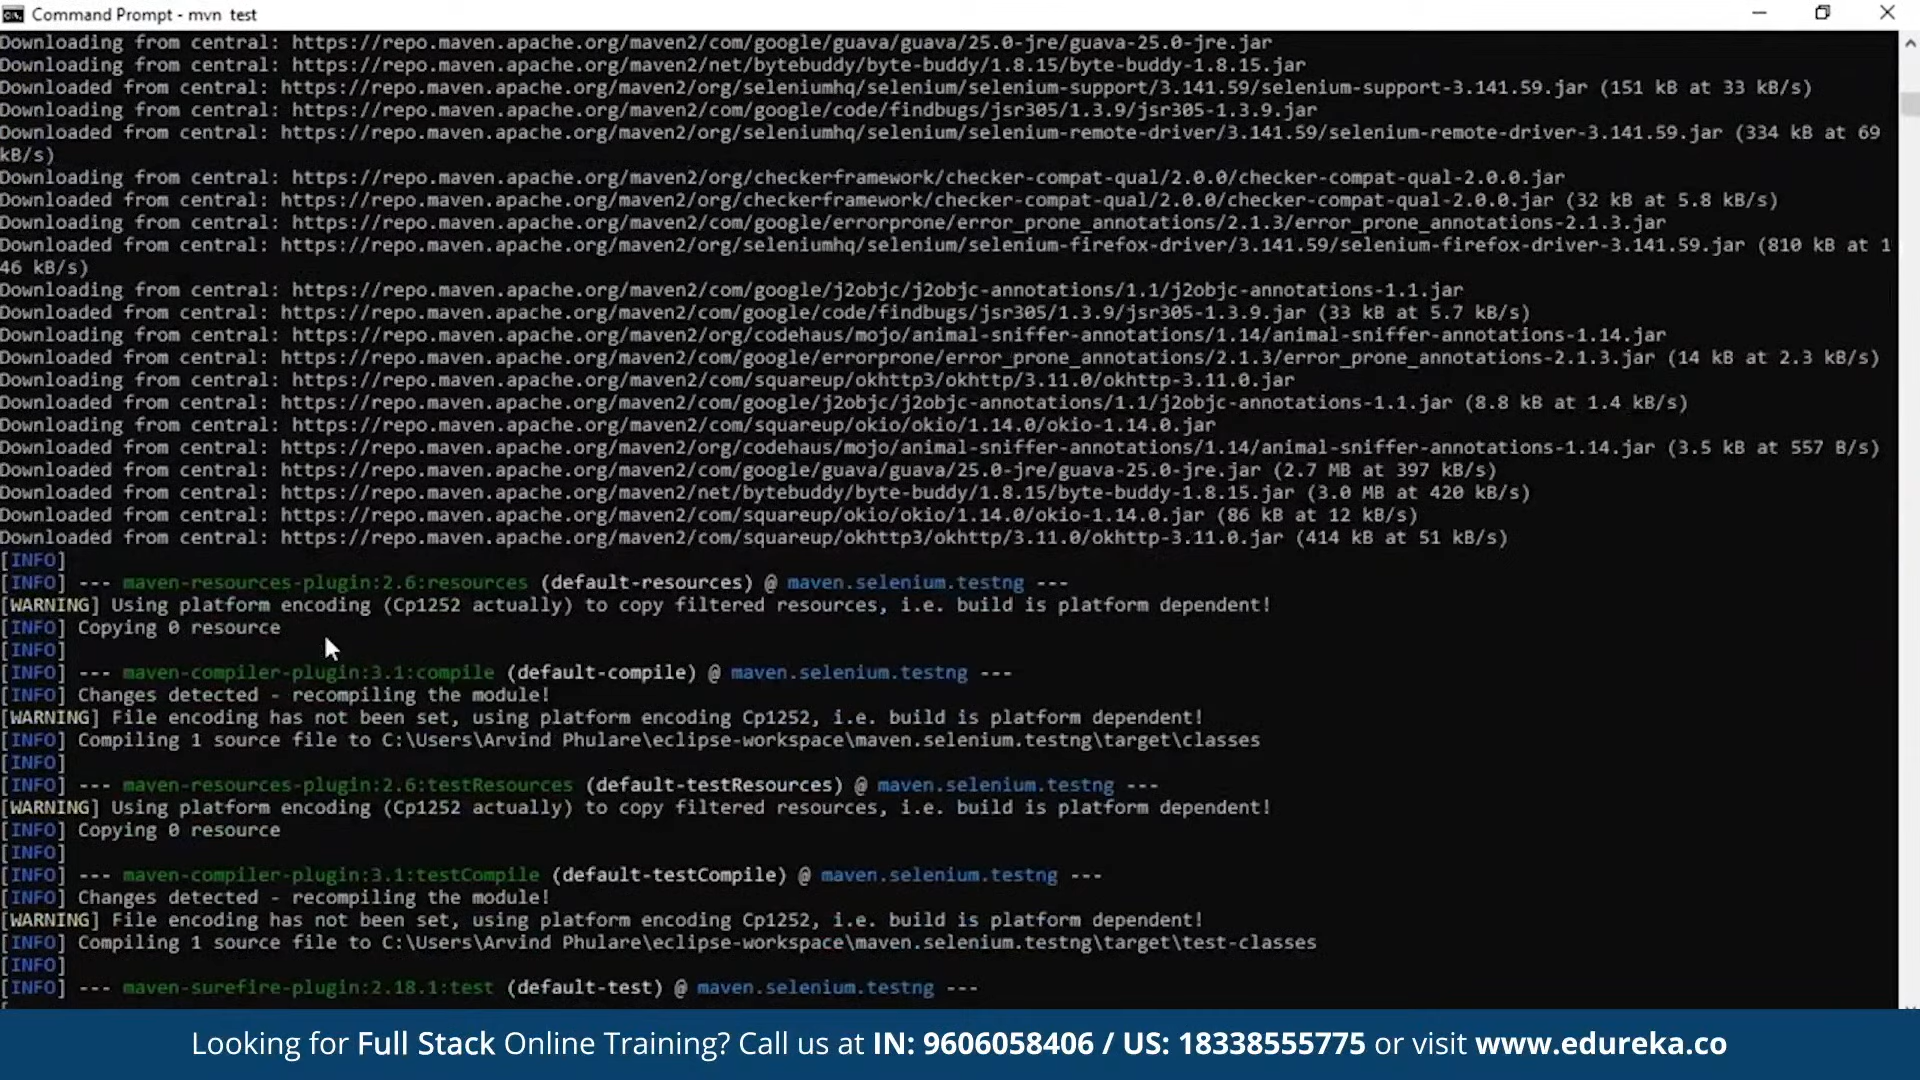 Command Prompt - mvn test
Downloading from central: https://repo.maven.apache.org/maven2/com/google/guava/guava/25.0-jre/guava-25.0-jre.jar
Downloading from central: https://repo.maven.apache.org/maven2/net/bytebuddy/byte-buddy/1.8.15/byte-buddy-1.8.15.jar
Downloaded from central: https://repo.maven.apache.org/maven2/org/seleniumhq/selenium/selenium-support/3.141.59/selenium-support-3.141.59.jar (151 kB at 33 kB/s)
Downloading from central: https://repo.maven.apache.org/maven2/com/google/code/findbugs/jsr305/1.3.9/jsr305-1.3.9.jar
Downloaded from central: https://repo.maven.apache.org/maven2/org/seleniumhq/selenium/selenium-remote-driver/3.141.59/selenium-remote-driver-3.141.59.jar (334 kB at 69
kB/s)
Downloading from central: https://repo.maven.apache.org/maven2/org/checkerframework/checker-compat-qual/2.0.0/checker-compat-qual-2.0.0.jar
Downloaded from central: https://repo.maven.apache.org/maven2/org/checkerframework/checker-compat-qual/2.0.0/checker-compat-qual-2.0.0.jar (32 kB at 5.8 kB/s)
Downloading from central: https://repo.maven.apache.org/maven2/com/google/errorprone/error_prone_annotations/2.1.3/error_prone_annotations-2.1.3.jar
Downloaded from central: https://repo.maven.apache.org/maven2/org/seleniumhq/selenium/selenium-firefox-driver/3.141.59/selenium-firefox-driver-3.141.59.jar (810 kB at 1
46 kB/s)
Downloading from central: https://repo.maven.apache.org/maven2/com/google/j2objc/j2objc-annotations/1.1/j2objc-annotations-1.1.jar
Downloaded from central: https://repo.maven.apache.org/maven2/com/google/code/findbugs/jsr305/1.3.9/jsr305-1.3.9.jar (33 kB at 5.7 kB/s)
Downloading from central: https://repo.maven.apache.org/maven2/org/codehaus/mojo/animal-sniffer-annotations/1.14/animal-sniffer-annotations-1.14.jar
Downloaded from central: https://repo.maven.apache.org/maven2/com/google/errorprone/error_prone_annotations/2.1.3/error_prone_annotations-2.1.3.jar (14 kB at 2.3 kB/s)
Downloading from central: https://repo.maven.apache.org/maven2/com/squareup/okhttp3/okhttp/3.11.0/okhttp-3.11.0.jar
Downloaded from central: https://repo.maven.apache.org/maven2/com/google/j2objc/j2objc-annotations/1.1/j2objc-annotations-1.1.jar (8.8 kB at 1.4 kB/s)
Downloading from central: https://repo.maven.apache.org/maven2/com/squareup/okio/okio/1.14.0/okio-1.14.0.jar
Downloaded from central: https://repo.maven.apache.org/maven2/org/codehaus/mojo/animal-sniffer-annotations/1.14/animal-sniffer-annotations-1.14.jar (3.5 kB at 557 B/s)
Downloaded from central: https://repo.maven.apache.org/maven2/com/google/guava/guava/25.0-jre/guava-25.0-jre.jar (2.7 MB at 397 kB/s)
Downloaded from central: https://repo.maven.apache.org/maven2/net/bytebuddy/byte-buddy/1.8.15/byte-buddy-1.8.15.jar (3.0 MB at 420 kB/s)
Downloaded from central: https://repo.maven.apache.org/maven2/com/squareup/okio/okio/1.14.0/okio-1.14.0.jar (86 kB at 12 kB/s)
Downloaded from central: https://repo.maven.apache.org/maven2/com/squareup/okhttp3/okhttp/3.11.0/okhttp-3.11.0.jar (414 kB at 51 kB/s)
[INFO]
[INFO] --- maven-resources-plugin:2.6:resources (default-resources) @ maven.selenium.testng ---
[WARNING] Using platform encoding (Cp1252 actually) to copy filtered resources, i.e. build is platform dependent!
[INFO] Copying 0 resource
[INFO]
[INFO] --- maven-compiler-plugin:3.1:compile (default-compile) @ maven.selenium.testng ---
[INFO] Changes detected - recompiling the module!
[WARNING] File encoding has not been set, using platform encoding Cp1252, i.e. build is platform dependent!
[INFO] Compiling 1 source file to C:\Users\Arvind Phulare\eclipse-workspace\maven.selenium.testng\target\classes
[INFO]
[INFO] --- maven-resources-plugin:2.6:testResources (default-testResources) @ maven.selenium.testng ---
[WARNING] Using platform encoding (Cp1252 actually) to copy filtered resources, i.e. build is platform dependent!
[INFO] Copying 0 resource
[INFO]
[INFO] --- maven-compiler-plugin:3.1:testCompile (default-testCompile) @ maven.selenium.testng ---
[INFO] Changes detected - recompiling the module!
[WARNING] File encoding has not been set, using platform encoding Cp1252, i.e. build is platform dependent!
[INFO] Compiling 1 source file to C:\Users\Arvind Phulare\eclipse-workspace\maven.selenium.testng\target\test-classes
[INFO]
[INFO] --- maven-surefire-plugin:2.18.1:test (default-test) @ maven.selenium.testng ---
Looking for Full Stack Online Training? Call us at IN: 9606058406 / US: 18338555775 or visit www.edureka.co